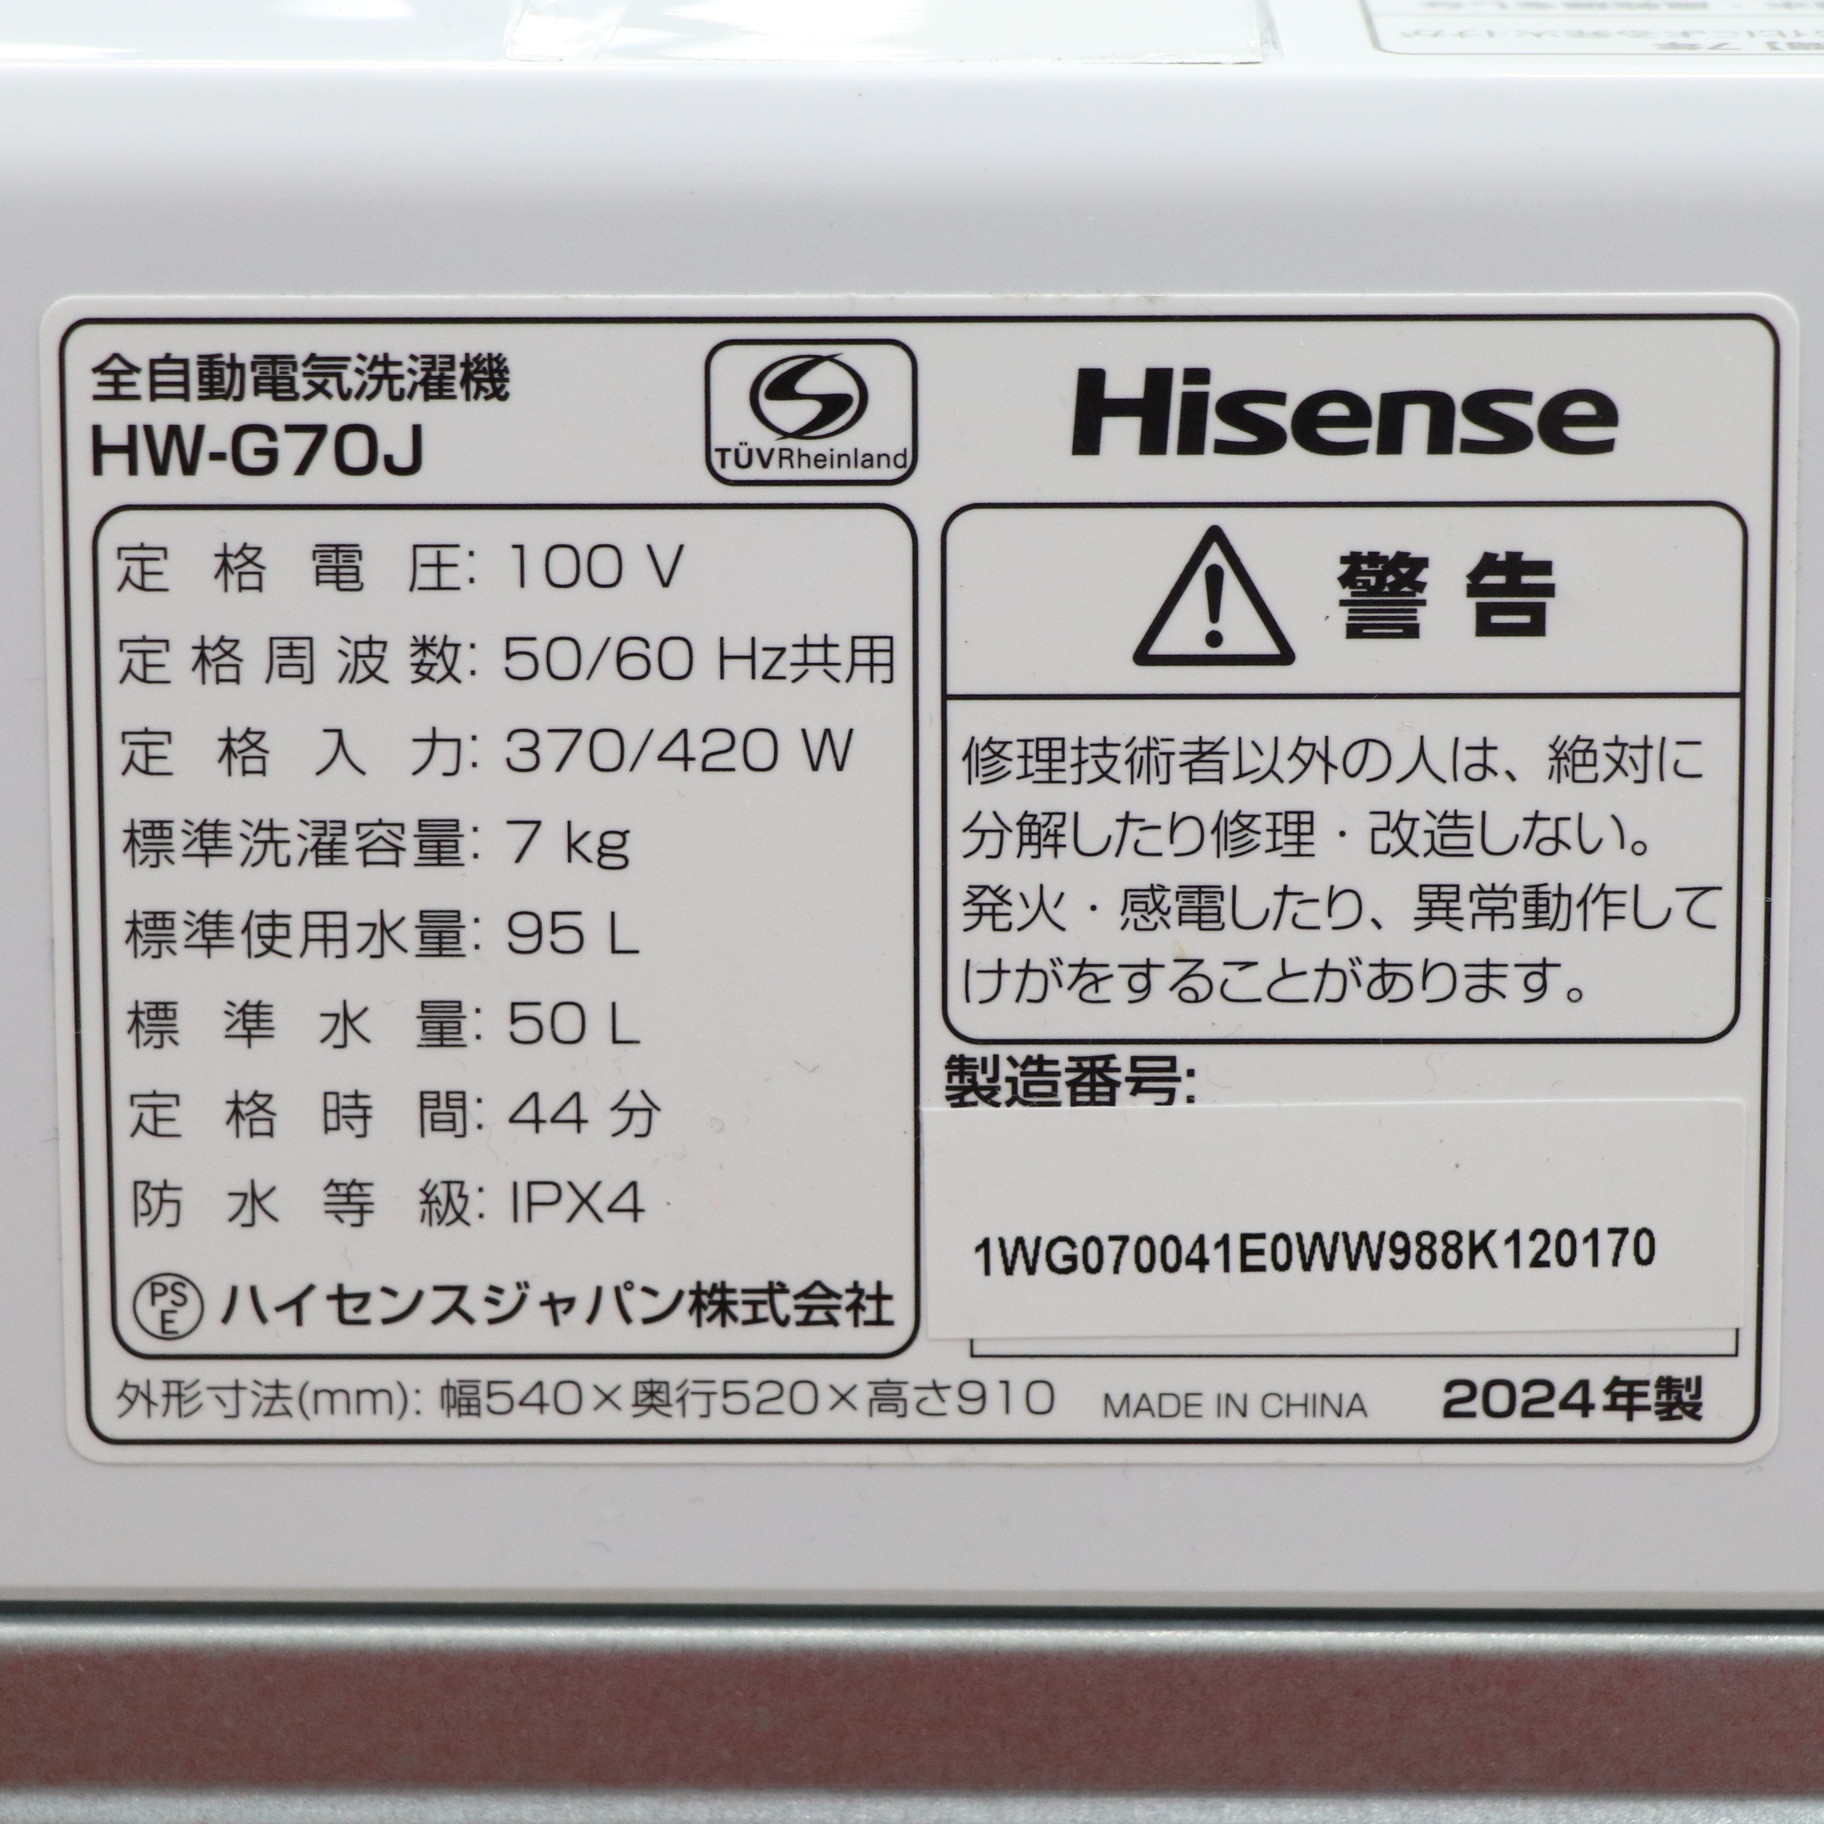 全自動電気洗濯機
HW-G70J
TÜVRheinland
Hisense
定格電圧: 100 V
定格周波数: 50/60 Hz共用
定格入力: 370/420 W
標準洗濯容量: 7 kg
標準使用水量: 95 L
標準水量: 50 L
定格時間: 44 分
防水等級: IPX4
PS
E
ハイセンスジャパン株式会社
警告
修理技術者以外の人は、絶対に
分解したり修理・改造しない。
発火・感電したり、異常動作して
けがをすることがあります。
製造番号:
1WG070041E0WW988K120170
外形寸法(mm): 幅540×奥行520×高さ910
MADE IN CHINA
2024年製